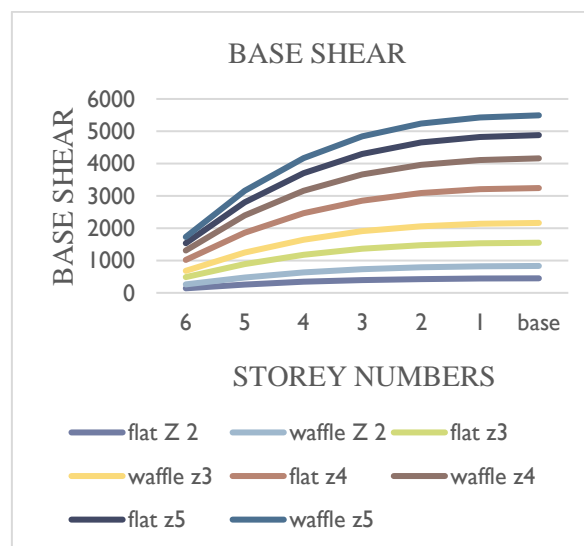 BASE SHEAR
BASE SHEAR
6000
5000
4000
3000
2000
1000
0
6 5 4 3 2 1 base
STOREY NUMBERS
flat Z 2 waffle Z 2 flat z3
waffle z3 flat z4 waffle z4
flat z5 waffle z5